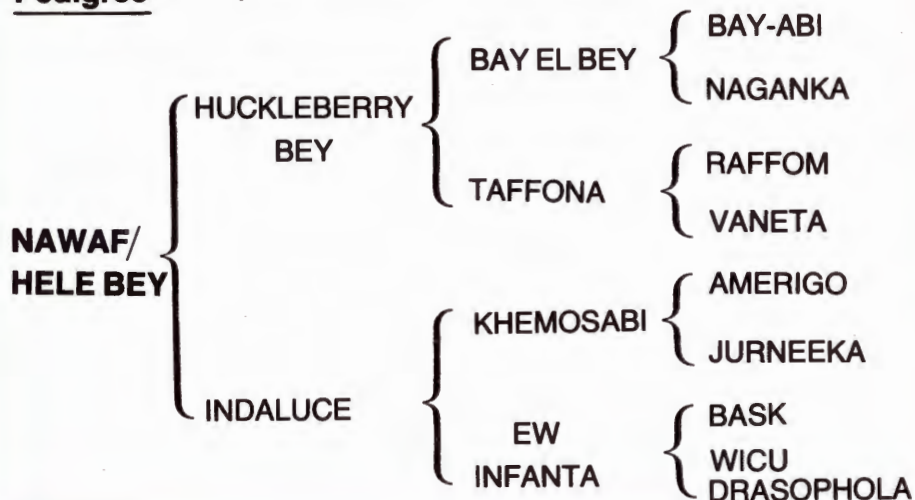 Pedigree
BAY-ABI
BAY EL BEY
NAGANKA
HUCKLEBERRY
BEY
RAFFOM
TAFFONA
VANETA
NAWAF/
HELE BEY
AMERIGO
KHEMOSABI
JURNEEKA
INDALUCE
BASK
EW
INFANTA
WICU
DRASOPHOLA